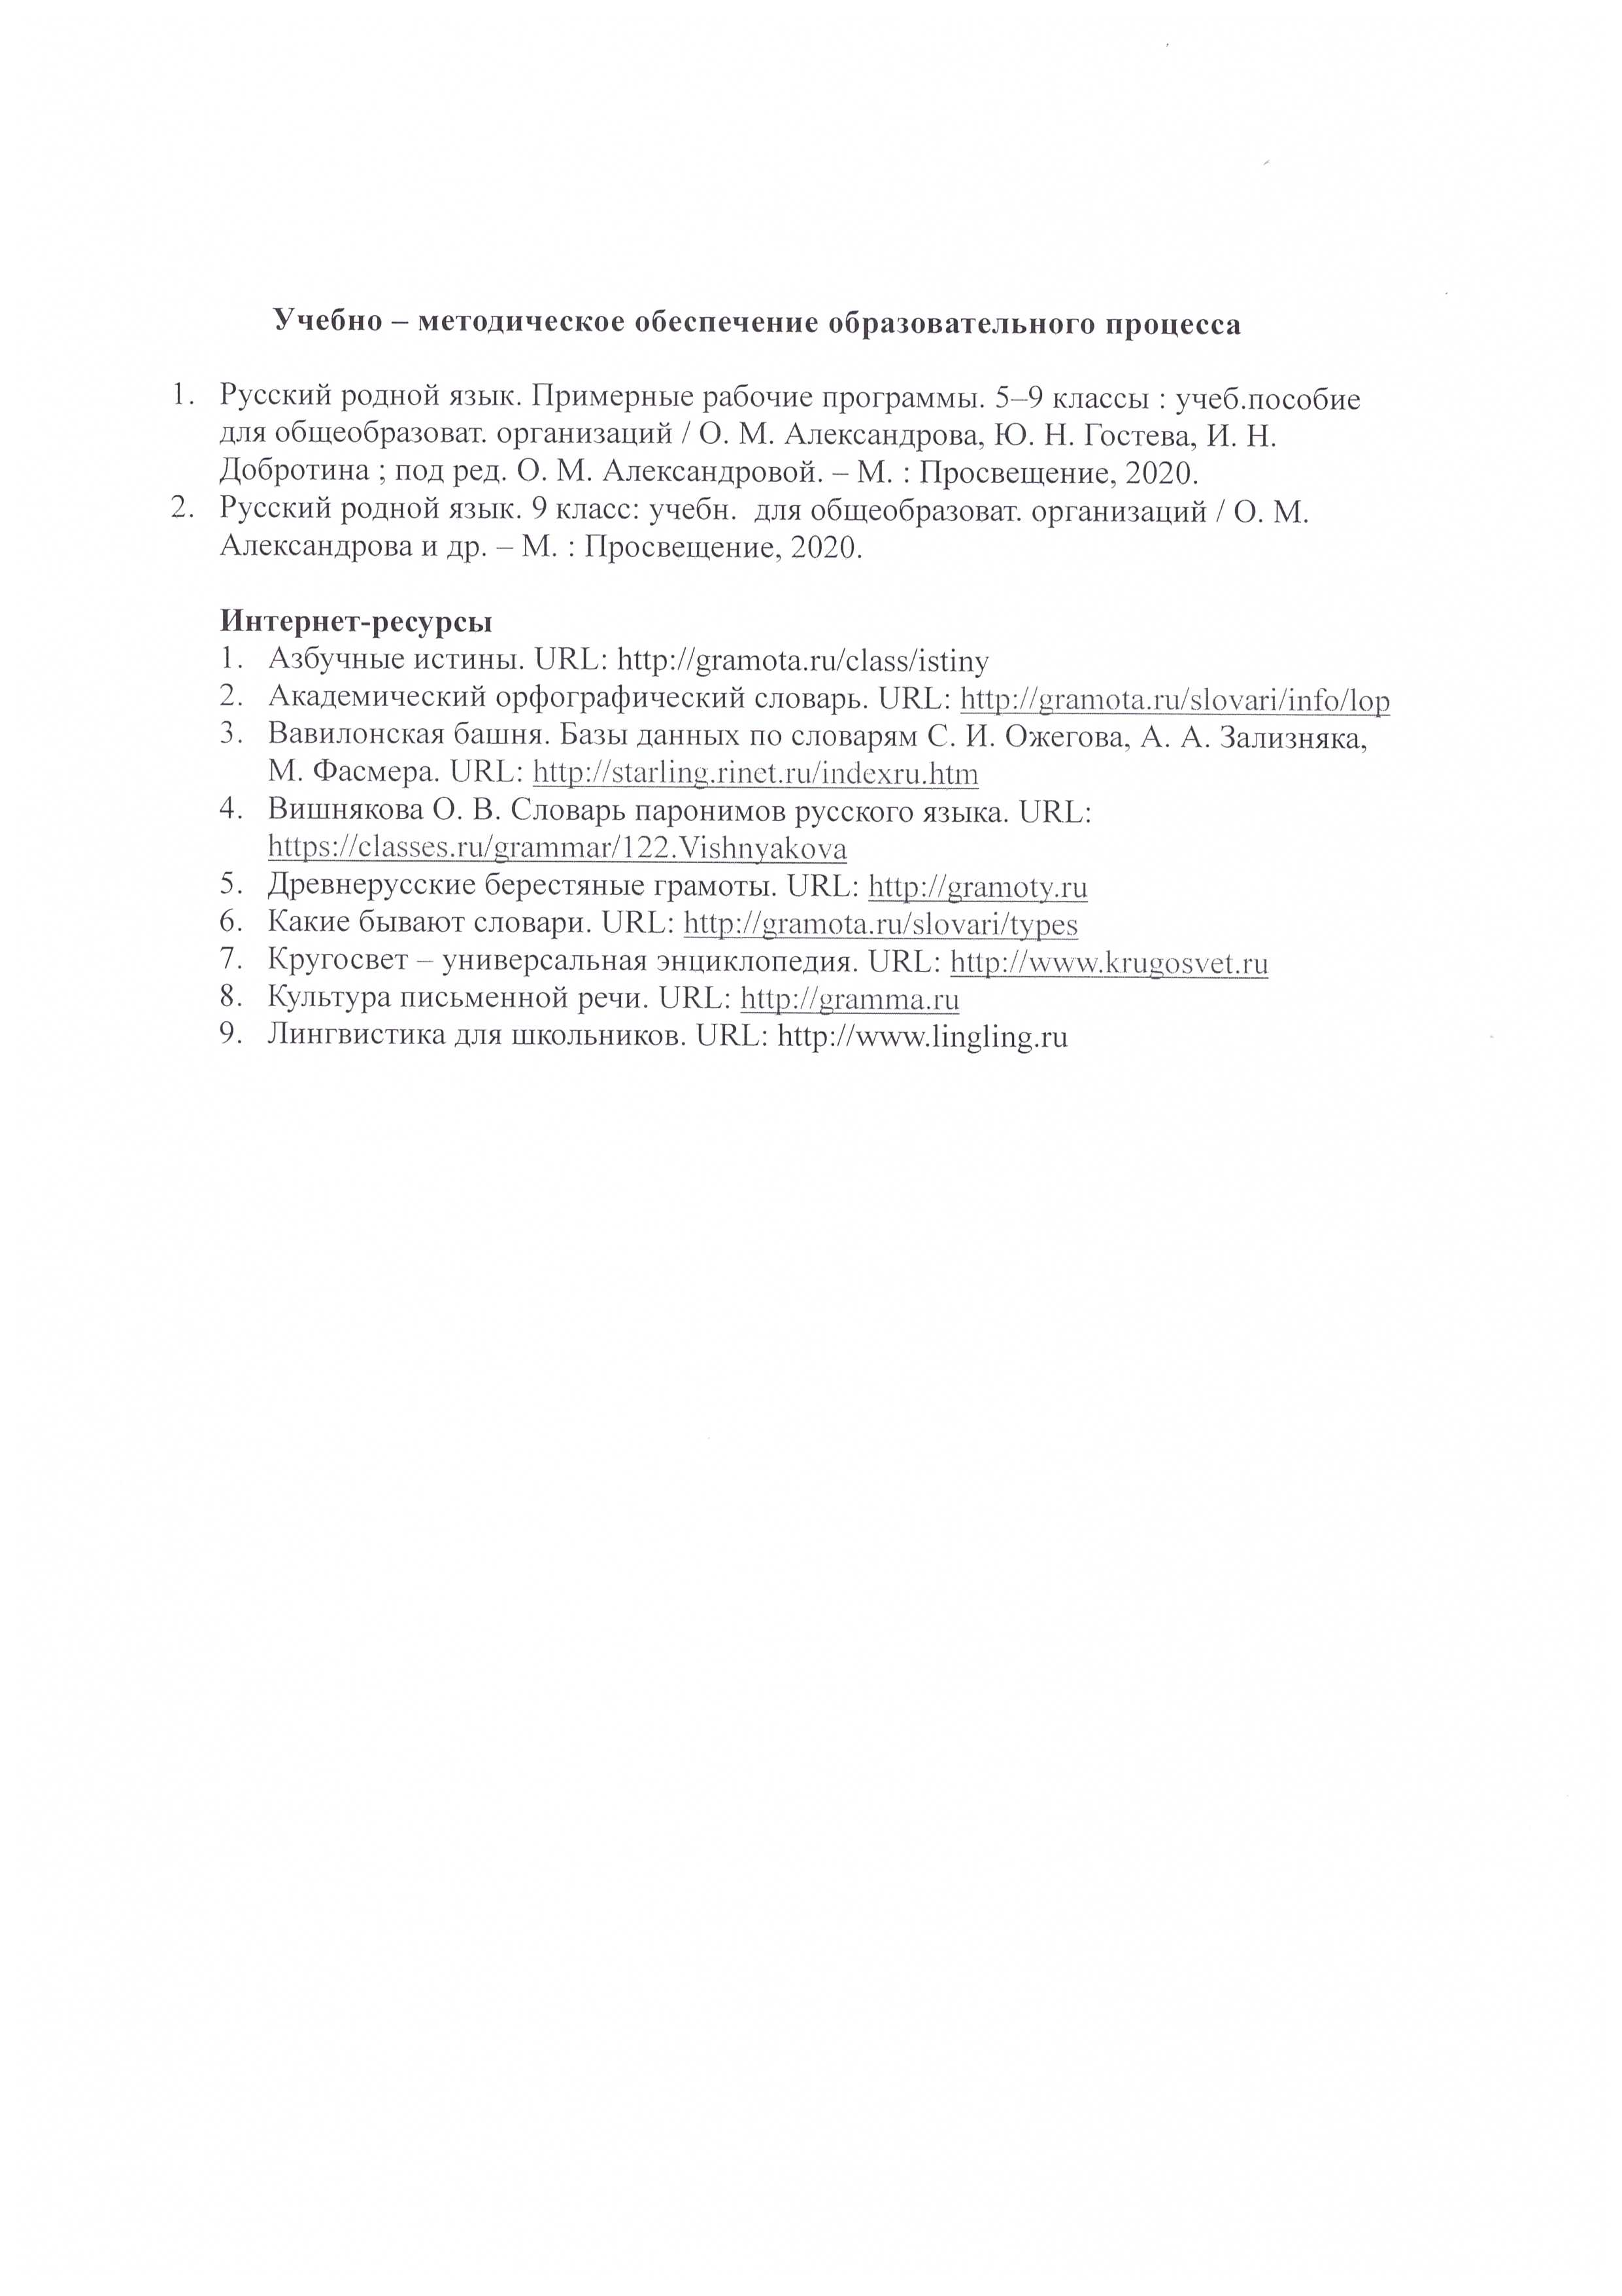 Учебно – методическое обеспечение образовательного процесса
1. Русский родной язык. Примерные рабочие программы. 5–9 классы : учеб.пособие
для общеобразоват. организаций / О. М. Александрова, Ю. Н. Гостева, И. Н.
Добротина ; под ред. О. М. Александровой. – М. : Просвещение, 2020.
2. Русский родной язык. 9 класс: учебн. для общеобразоват. организаций / О. М.
Александрова и др. – М. : Просвещение, 2020.
Интернет-ресурсы
1. Азбучные истины. URL: http://gramota.ru/class/istiny
2. Академический орфографический словарь. URL: http://gramota.ru/slovari/info/lop
3. Вавилонская башня. Базы данных по словарям С. И. Ожегова, А. А. Зализняка,
М. Фасмера. URL: http://starling.rinet.ru/indexru.htm
4. Вишнякова О. В. Словарь паронимов русского языка. URL:
https://classes.ru/grammar/122.Vishnyakova
5. Древнерусские берестяные грамоты. URL: http://gramoty.ru
6. Какие бывают словари. URL: http://gramota.ru/slovari/types
7. Кругосвет – универсальная энциклопедия. URL: http://www.krugosvet.ru
8. Культура письменной речи. URL: http://gramma.ru
9. Лингвистика для школьников. URL: http://www.lingling.ru